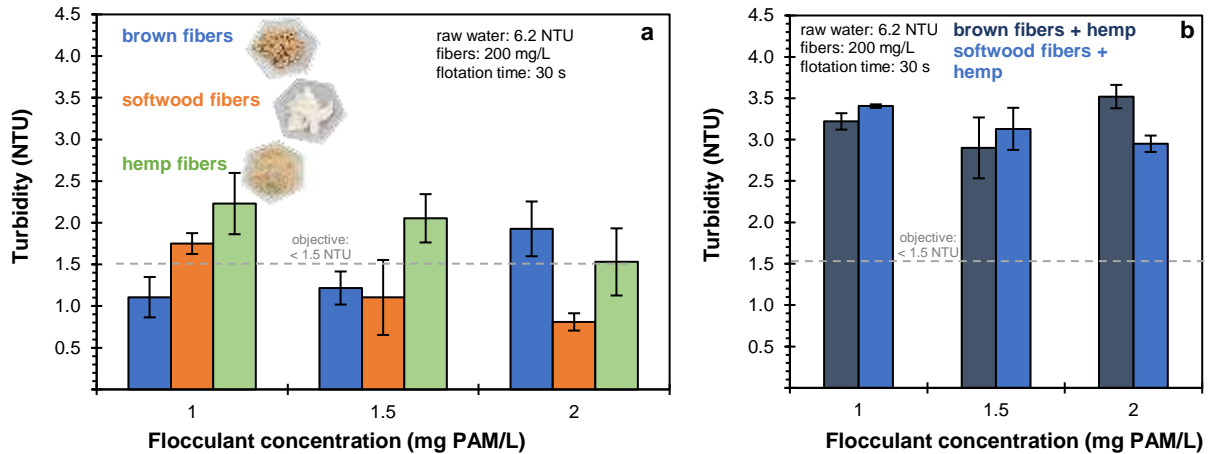 a
brown fibers
softwood fibers
hemp fibers
raw water: 6.2 NTU
fibers: 200 mg/L
flotation time: 30 s
objective:
< 1.5 NTU
Turbidity (NTU)
4.5
4.0
3.5
3.0
2.5
2.0
1.5
1.0
0.5
1
1.5
2
Flocculant concentration (mg PAM/L)
b
raw water: 6.2 NTU
fibers: 200 mg/L
flotation time: 30 s
brown fibers + hemp
softwood fibers +
hemp
objective:
< 1.5 NTU
Turbidity (NTU)
4.5
4.0
3.5
3.0
2.5
2.0
1.5
1.0
0.5
1
1.5
2
Flocculant concentration (mg PAM/L)